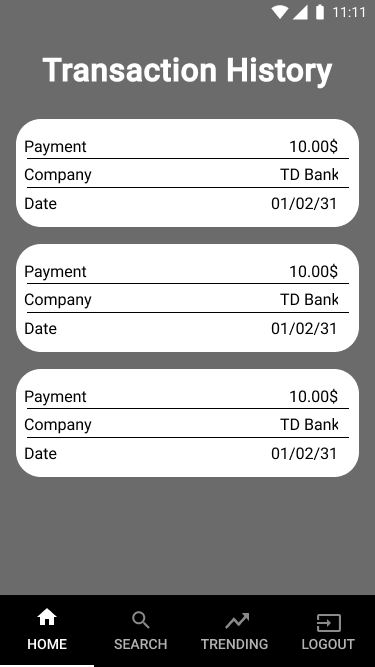 11:11
Transaction History
Payment 10.00$
Company TD Bank
Date 01/02/31
Payment 10.00$
Company TD Bank
Date 01/02/31
Payment 10.00$
Company TD Bank
Date 01/02/31
HOME SEARCH TRENDING LOGOUT